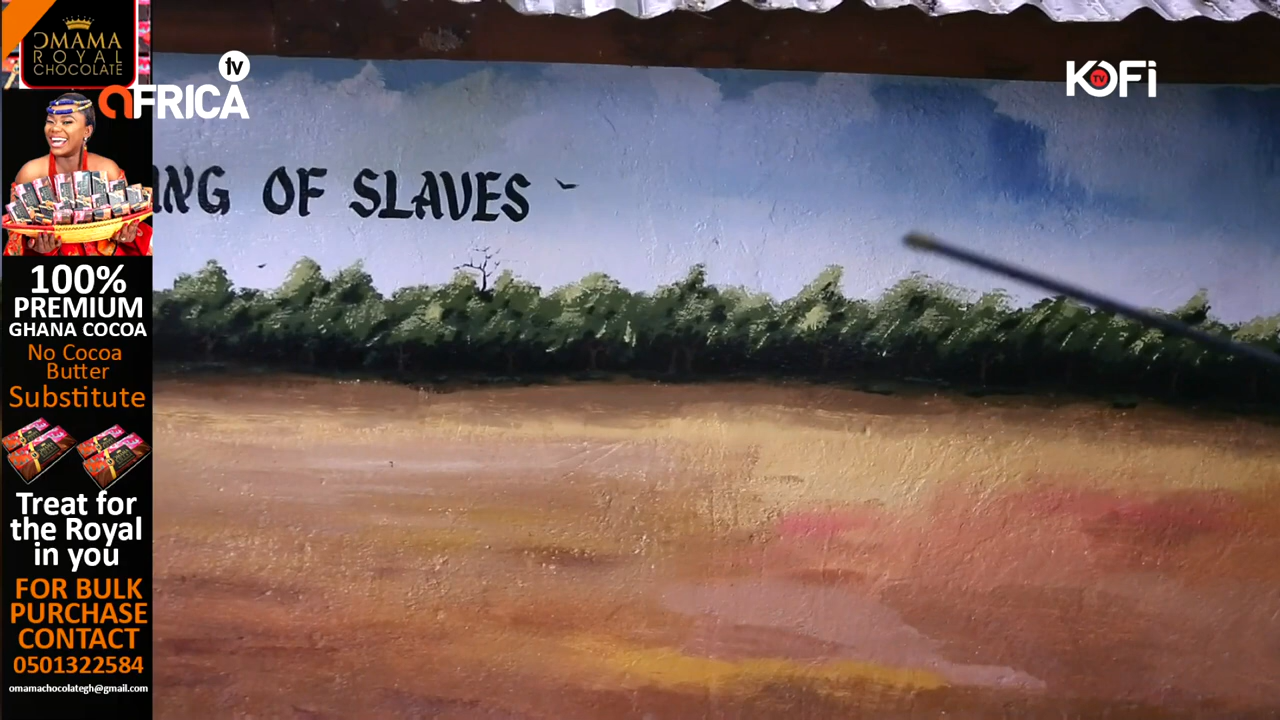 OMAMA
ROYAL
CHOCOLATE
tv
aFRICA
KOFi
TV
ING OF SLAVES
100%
PREMIUM
GHANA COCOA
No Cocoa
Butter
Substitute
Treat for
the Royal
in you
FOR BULK
PURCHASE
CONTACT
0501322584
omamachocolategh@gmail.com